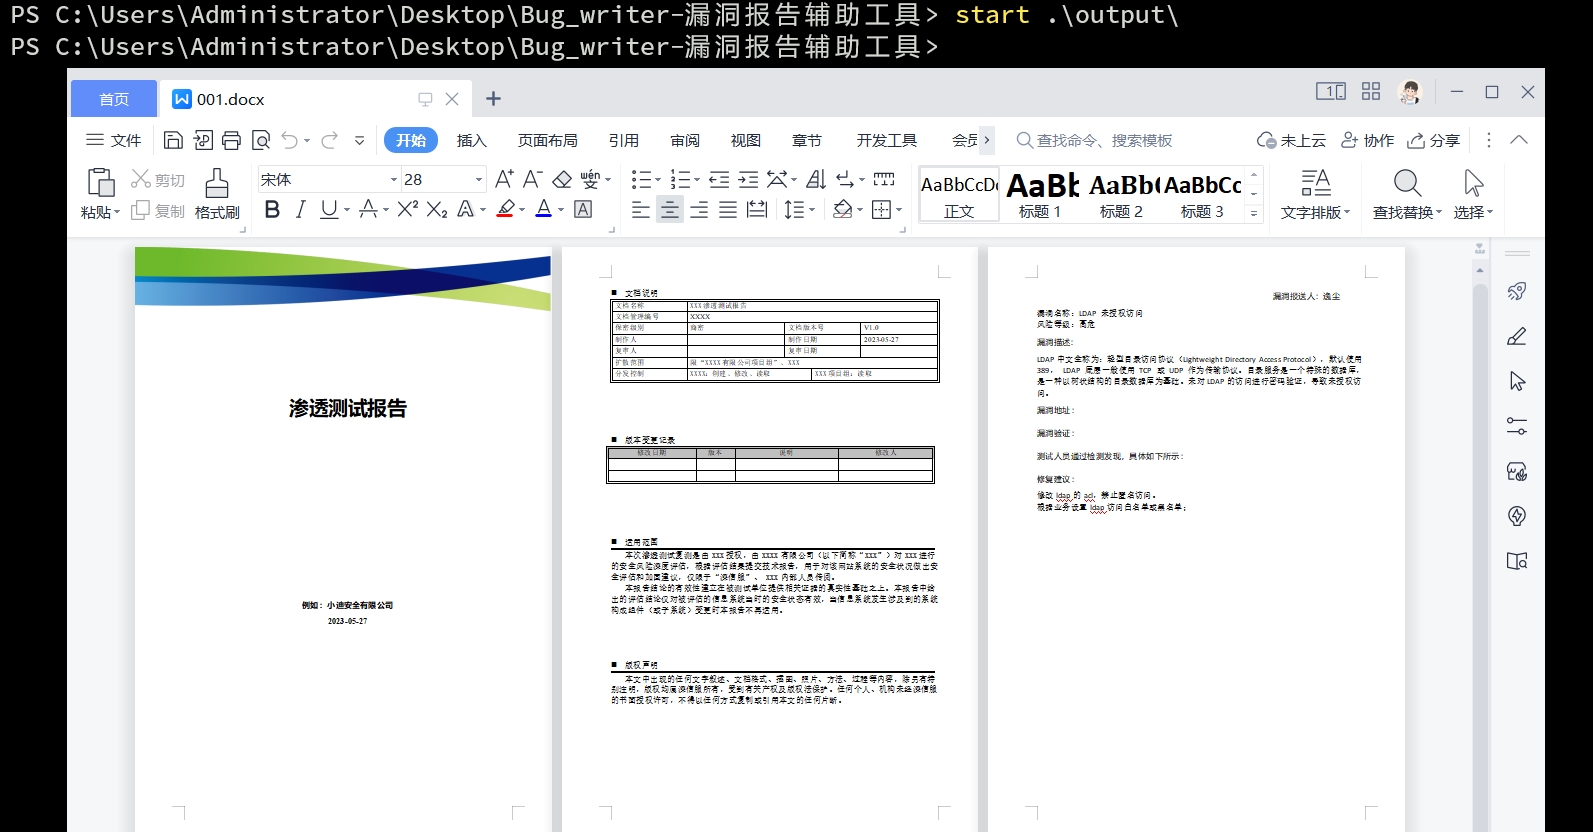 PS C:\Users\Administrator\Desktop\Bug_writer-漏洞报告辅助工具> start .\output\
PS C:\Users\Administrator\Desktop\Bug_writer-漏洞报告辅助工具>
首页 001.docx
文件 开始 插入 页面布局 引用 审阅 视图 章节 开发工具 会员 查找命令、搜索模板 未上云 协作 分享
粘贴 剪切 复制 格式刷
宋体 28
AaBbCcDd AaBb AaBb( AaBbCc
正文 标题 1 标题 2 标题 3
文字排版 查找替换 选择
渗透测试报告
例如：小迪安全有限公司
2023-05-27
■ 文档说明
文档名称 XXX渗透测试报告
文档管理编号 XXXX
保密级别 商密 文档版本号 V1.0
制作人 制作日期 2023-05-27
复审人 复审日期
扩散范围 限“XXXX有限公司项目组”、XXX
分发控制 XXXX：创建、修改、读取 XXX项目组：读取
■ 版本变更记录
修改日期 版本 说明 修改人
■ 适用范围
本次渗透测试复测是由 XXX 授权，由 XXXX 有限公司（以下简称“XXX”）对 XXX 进行
的安全风险深度评估，根据评估结果提交技术报告，用于对该网站系统的安全状况做出安
全评估和加固建议，仅限于“深信服”、 XXX 内部人员传阅。
本报告结论的有效性建立在被测试单位提供相关证据的真实性基础之上。本报告中给
出的评估结论仅对被评估的信息系统当时的安全状态有效，当信息系统发生涉及到的系统
构成组件（或子系统）变更时本报告不再适用。
■ 版权声明
本文中出现的任何文字叙述、文档格式、插图、照片、方法、过程等内容，除另有特
别注明，版权均属深信服所有，受到有关产权及版权法保护。任何个人、机构未经深信服
的书面授权许可，不得以任何方式复制或引用本文的任何片断。
漏洞报送人：逸尘
漏洞名称：LDAP 未授权访问
风险等级：高危
漏洞描述：
LDAP 中文全称为：轻型目录访问协议（Lightweight Directory Access Protocol），默认使用
389， LDAP 底层一般使用 TCP 或 UDP 作为传输协议。目录服务是一个特殊的数据库，
是一种以树状结构的目录数据库为基础。未对 LDAP 的访问进行密码验证，导致未授权访
问。
漏洞地址：
漏洞验证：
测试人员通过检测发现，具体如下所示：
修复建议：
修改 ldap 的 acl，禁止匿名访问。
根据业务设置 ldap 访问白名单或黑名单；